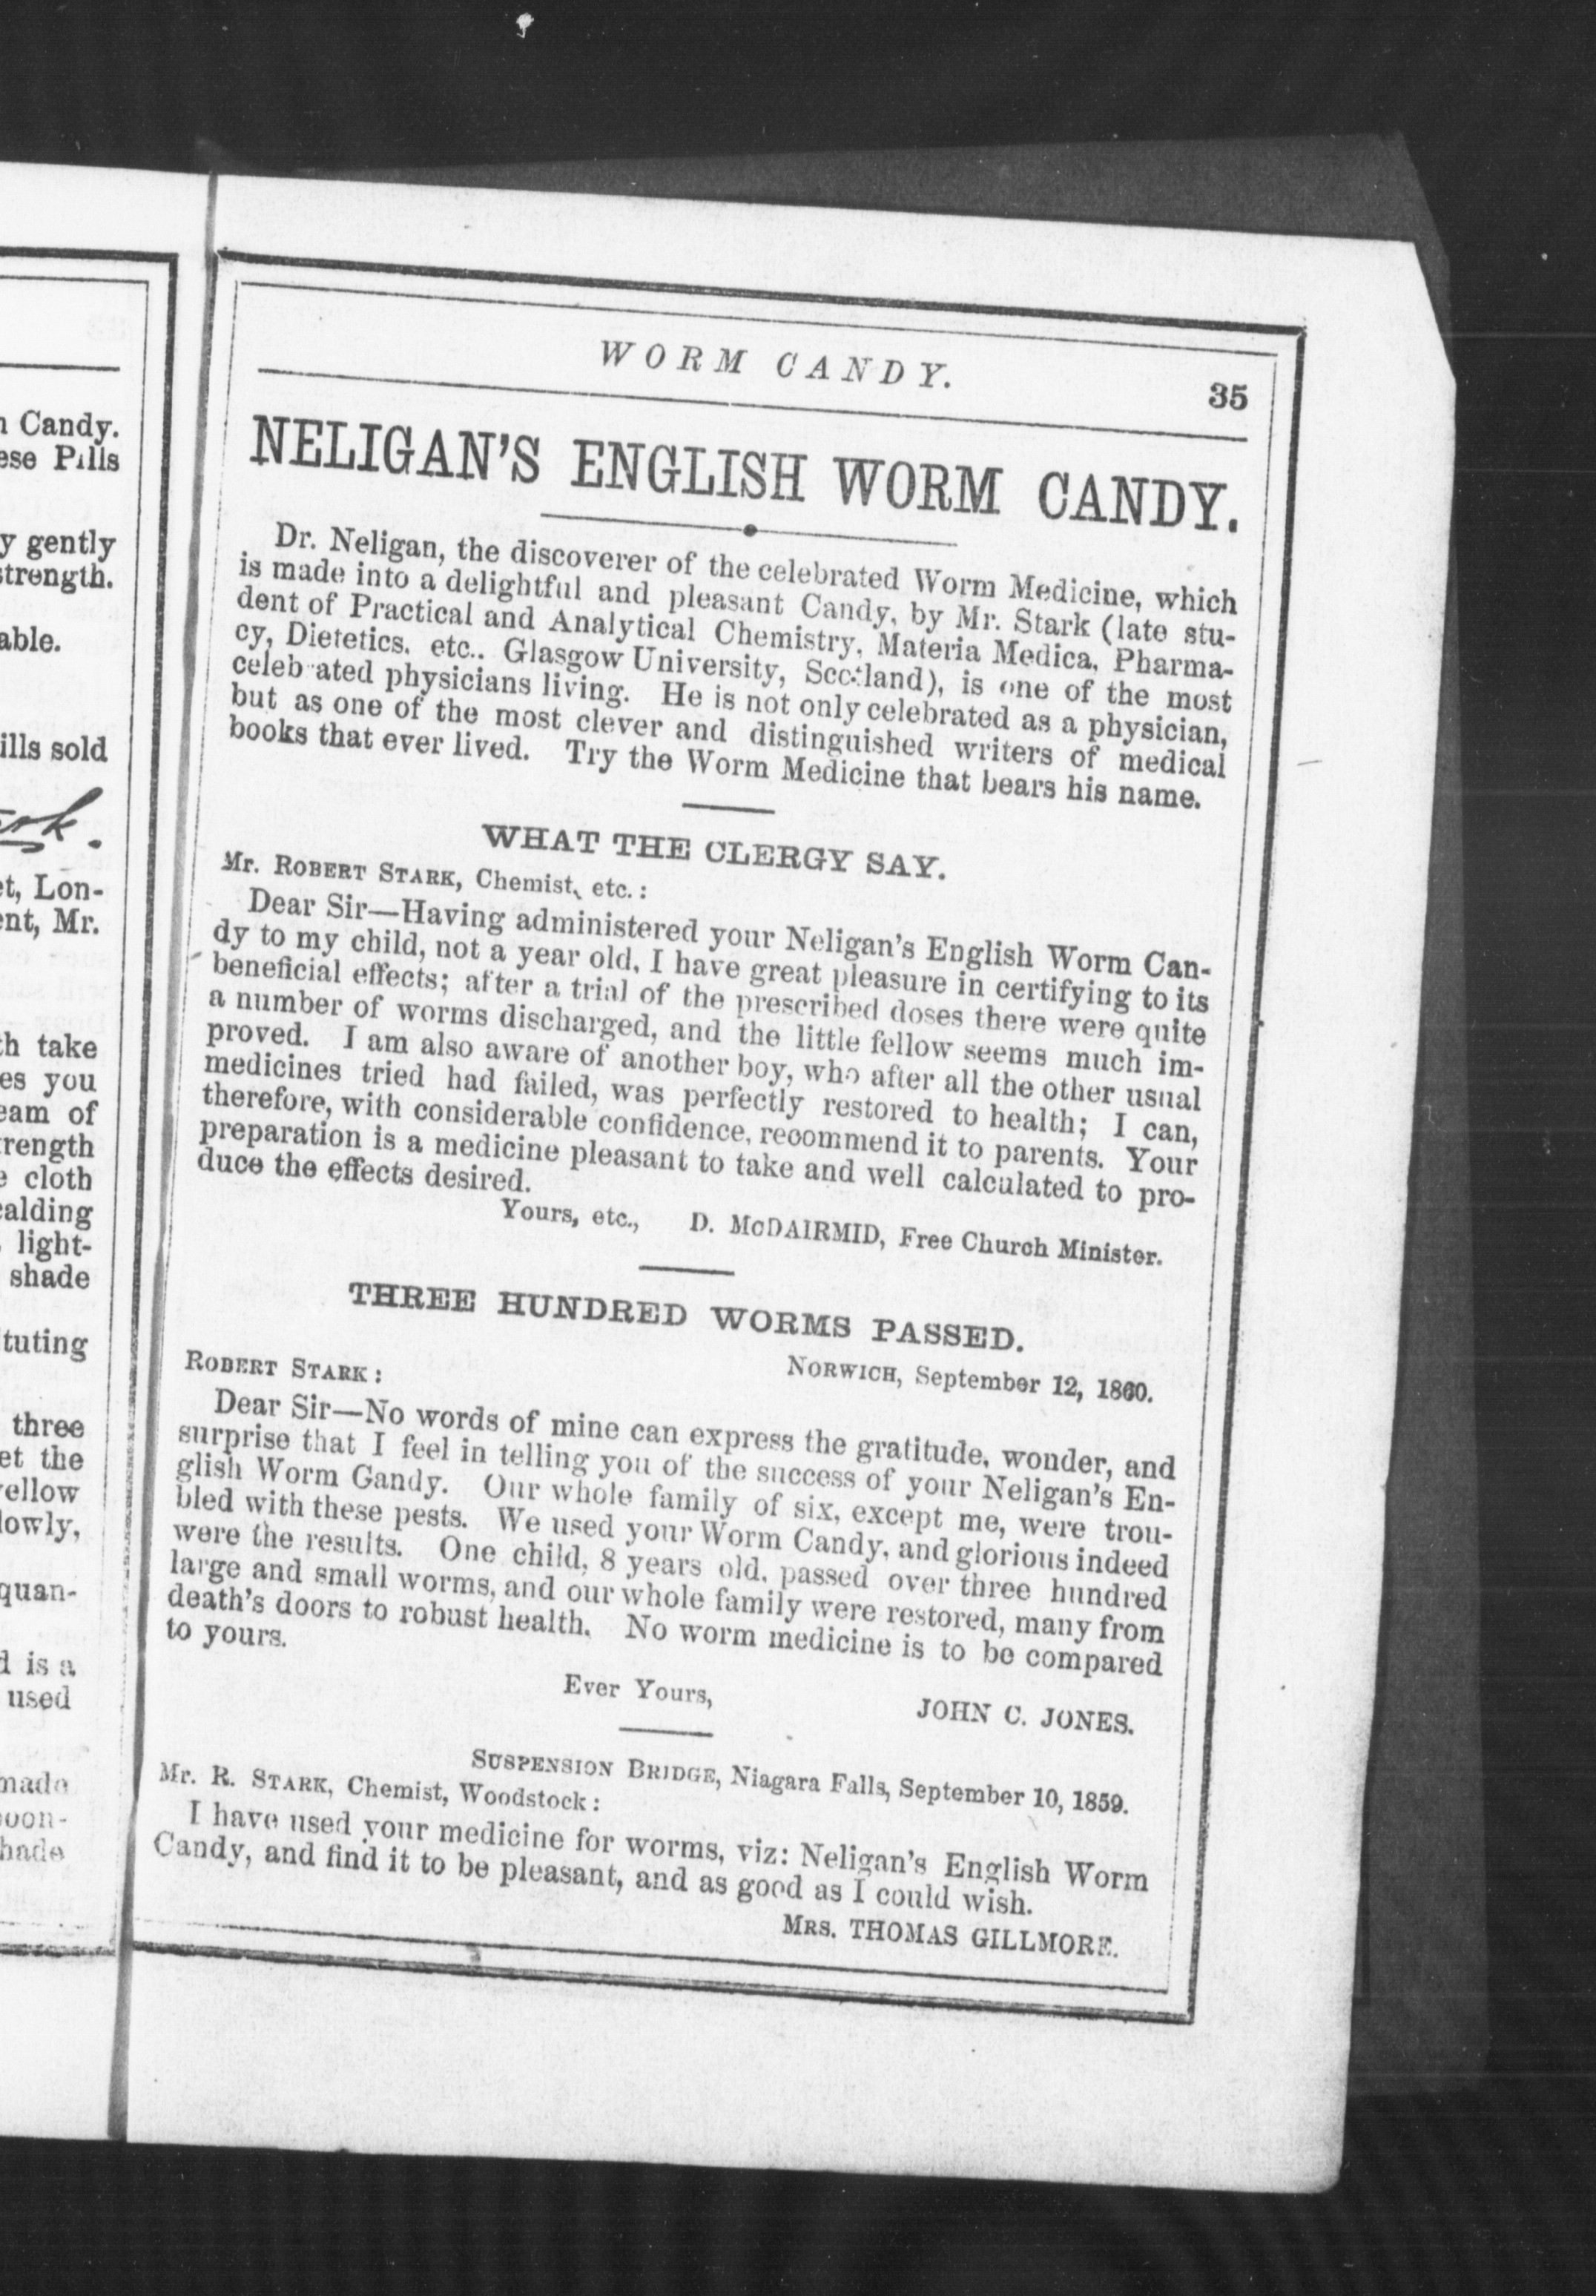 Candy.
Pills
gently
strength.
able.
sold
Lon-
Mr.
take
you
of
cloth
light-
shade
three
the
used
WORM CANDY.
35
NELIGAN'S ENGLISH WORM CANDY.
Dr. Neligan, the discoverer of the celebrated Worm Medicine, which
is made into a delightful and pleasant Candy, by Mr. Stark (late stu-
dent of Practical and Analytical Chemistry, Materia Medica, Pharma-
cy, Dietetics, etc., Glasgow University, Scotland), is one of the most
celebrated physicians living. He is not only celebrated as a physician,
but as one of the most clever and distinguished writers of medical
books that ever lived. Try the Worm Medicine that bears his name.
WHAT THE CLERGY SAY.
Mr. ROBERT STARK, Chemist, etc.:
Dear Sir—Having administered your Neligan's English Worm Can-
dy to my child, not a year old, I have great pleasure in certifying to its
beneficial effects; after a trial of the prescribed doses there were quite
a number of worms discharged, and the little fellow seems much im-
proved. I am also aware of another boy, who after all the other usual
medicines tried had failed, was perfectly restored to health; I can,
therefore, with considerable confidence, recommend it to parents. Your
preparation is a medicine pleasant to take and well calculated to pro-
duce the effects desired.
Yours, etc., D. McDAIRMID, Free Church Minister.
THREE HUNDRED WORMS PASSED.
NORWICH, September 12, 1860.
ROBERT STARK:
Dear Sir—No words of mine can express the gratitude, wonder, and
surprise that I feel in telling you of the success of your Neligan's En-
glish Worm Gandy. Our whole family of six, except me, were trou-
bled with these pests. We used your Worm Candy, and glorious indeed
were the results. One child, 8 years old, passed over three hundred
large and small worms, and our whole family were restored, many from
death's doors to robust health. No worm medicine is to be compared
to yours.
Ever Yours, JOHN C. JONES.
SUSPENSION BRIDGE, Niagara Falls, September 10, 1859.
Mr. R. STARK, Chemist, Woodstock:
I have used your medicine for worms, viz: Neligan's English Worm
Candy, and find it to be pleasant, and as good as I could wish.
MRS. THOMAS GILLMORE.